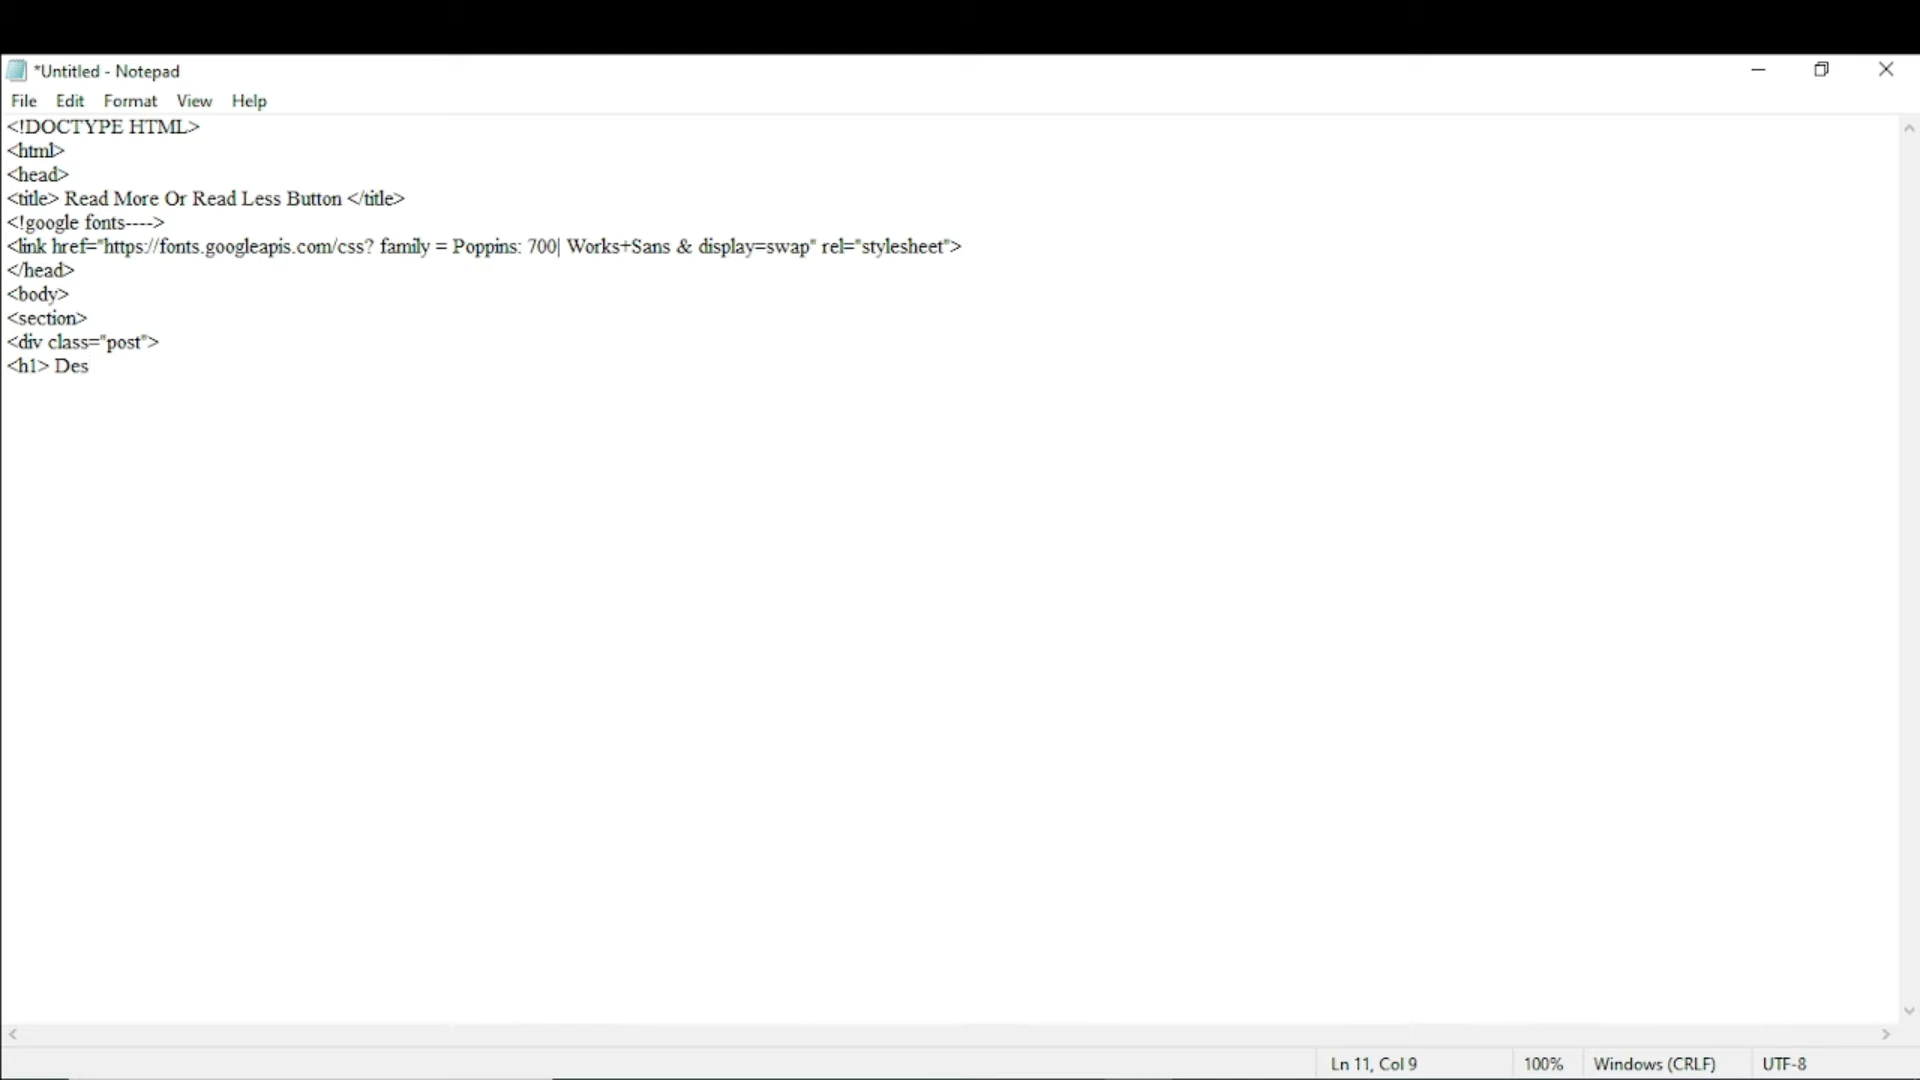 *Untitled - Notepad
File Edit Format View Help
<!DOCTYPE HTML>
<html>
<head>
<title> Read More Or Read Less Button </title>
<!google fonts---->
<link href="https://fonts.googleapis.com/css? family = Poppins: 700| Works+Sans & display=swap" rel="stylesheet">
</head>
<body>
<section>
<div class="post">
<h1> Des
Ln 11, Col 9 100% Windows (CRLF) UTF-8